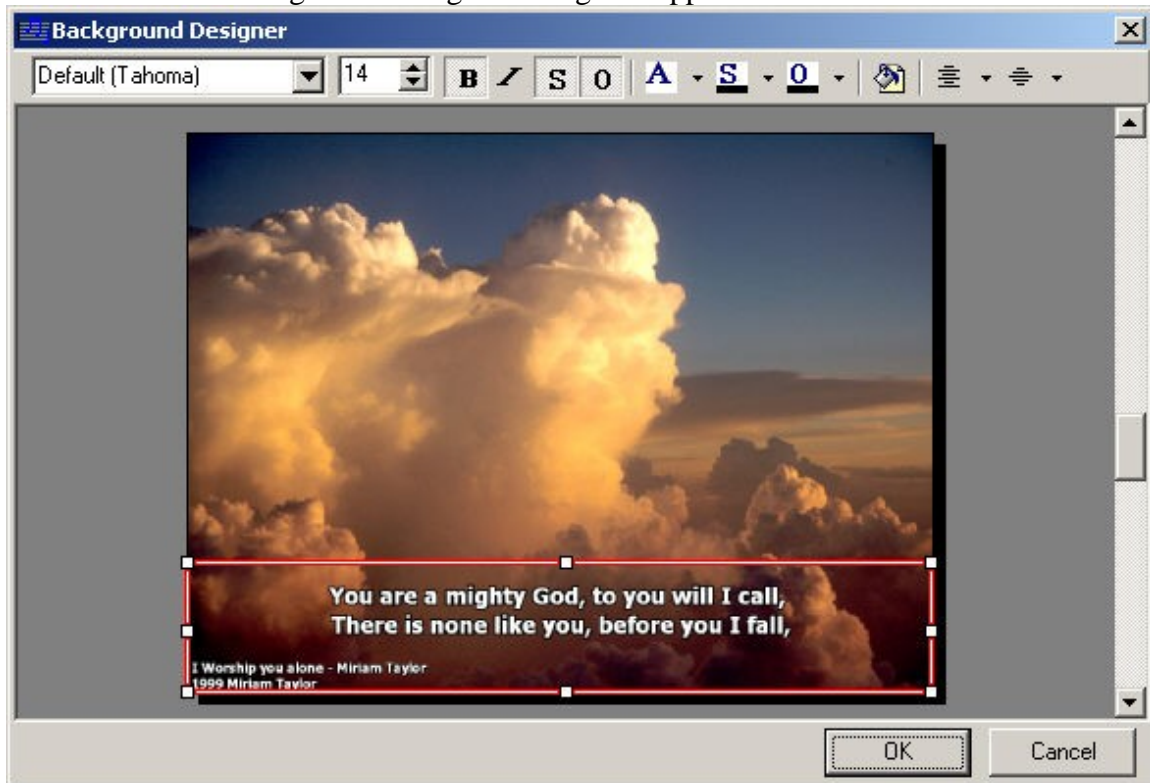 Background Designer
Default (Tahoma) 14 B I S O A S O
You are a mighty God, to you will I call,
There is none like you, before you I fall,
I Worship you alone - Miriam Taylor
1999 Miriam Taylor
OK Cancel